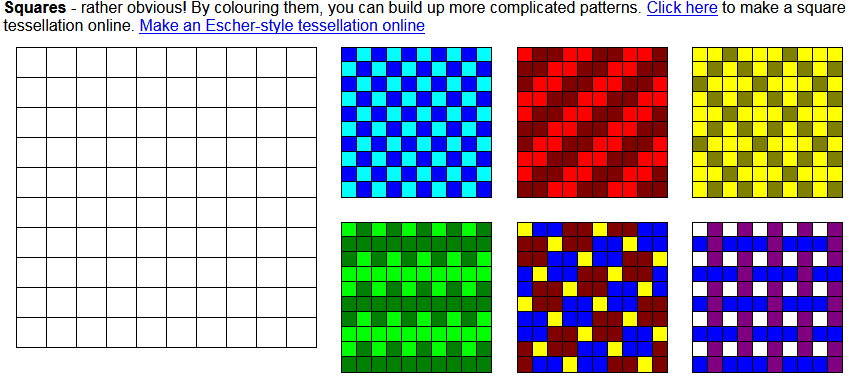 Squares - rather obvious! By colouring them, you can build up more complicated patterns. Click here to make a square
tessellation online. Make an Escher-style tessellation online